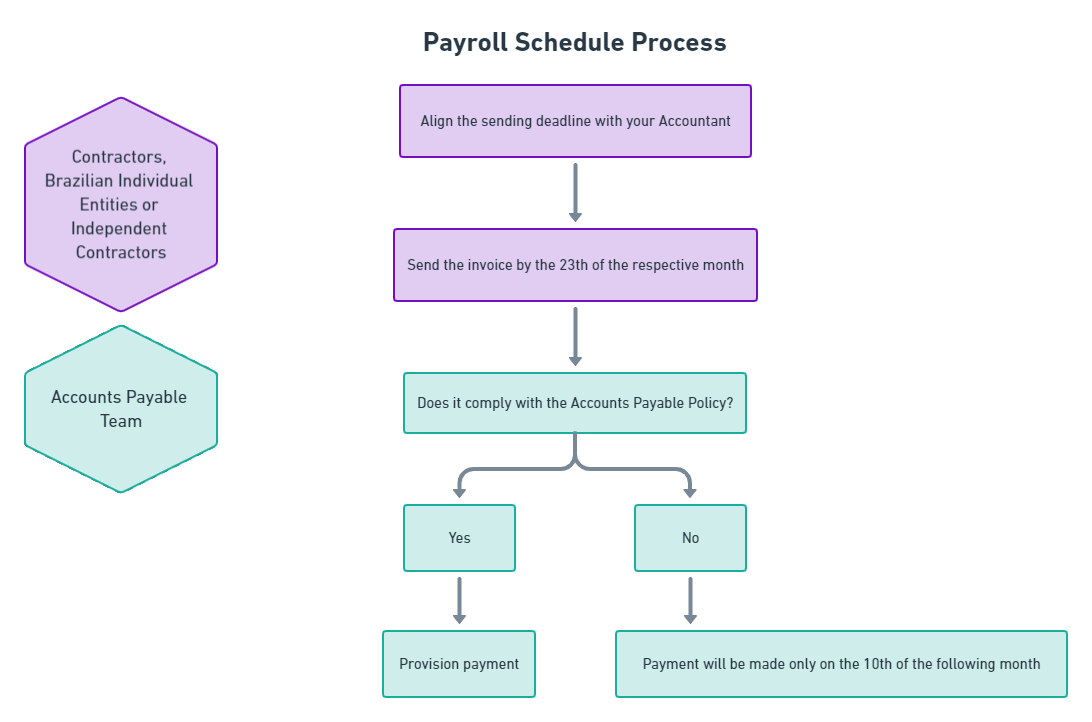 Payroll Schedule Process
Contractors,
Brazilian Individual
Entities or
Independent
Contractors
Accounts Payable
Team
Align the sending deadline with your Accountant
Send the invoice by the 23th of the respective month
Does it comply with the Accounts Payable Policy?
Yes
No
Provision payment
Payment will be made only on the 10th of the following month